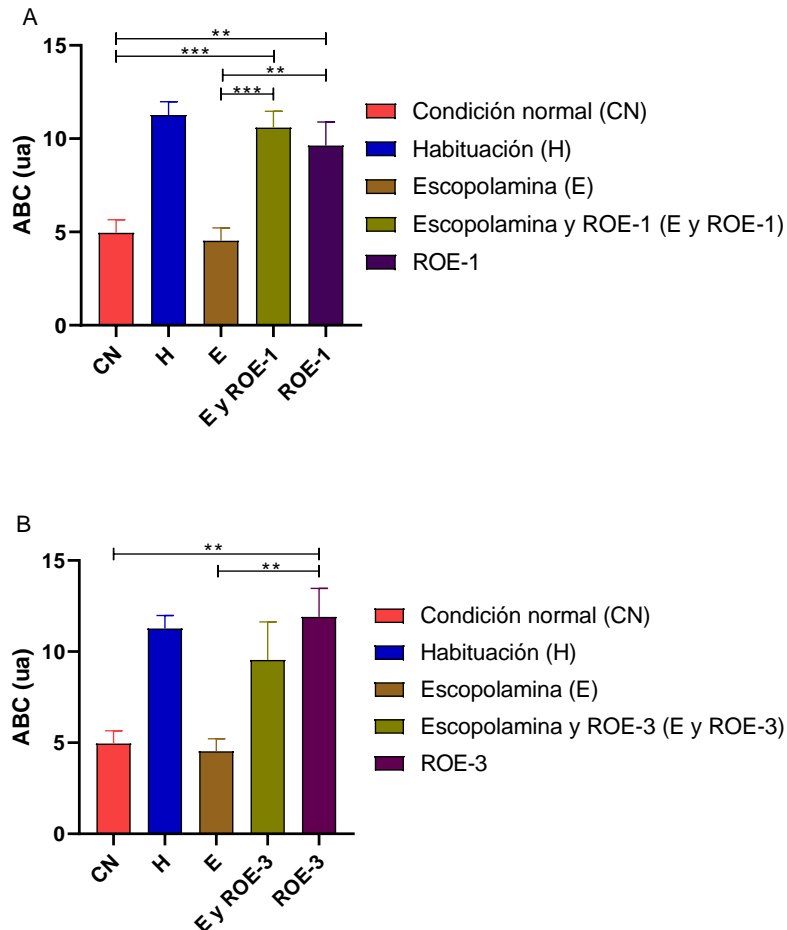 A
**
***
**
***
15
10
5
0
ABC (ua)
CN
H
E
E y ROE-1
ROE-1
Condición normal (CN)
Habituación (H)
Escopolamina (E)
Escopolamina y ROE-1 (E y ROE-1)
ROE-1
B
**
**
15
10
5
0
ABC (ua)
CN
H
E
E y ROE-3
ROE-3
Condición normal (CN)
Habituación (H)
Escopolamina (E)
Escopolamina y ROE-3 (E y ROE-3)
ROE-3